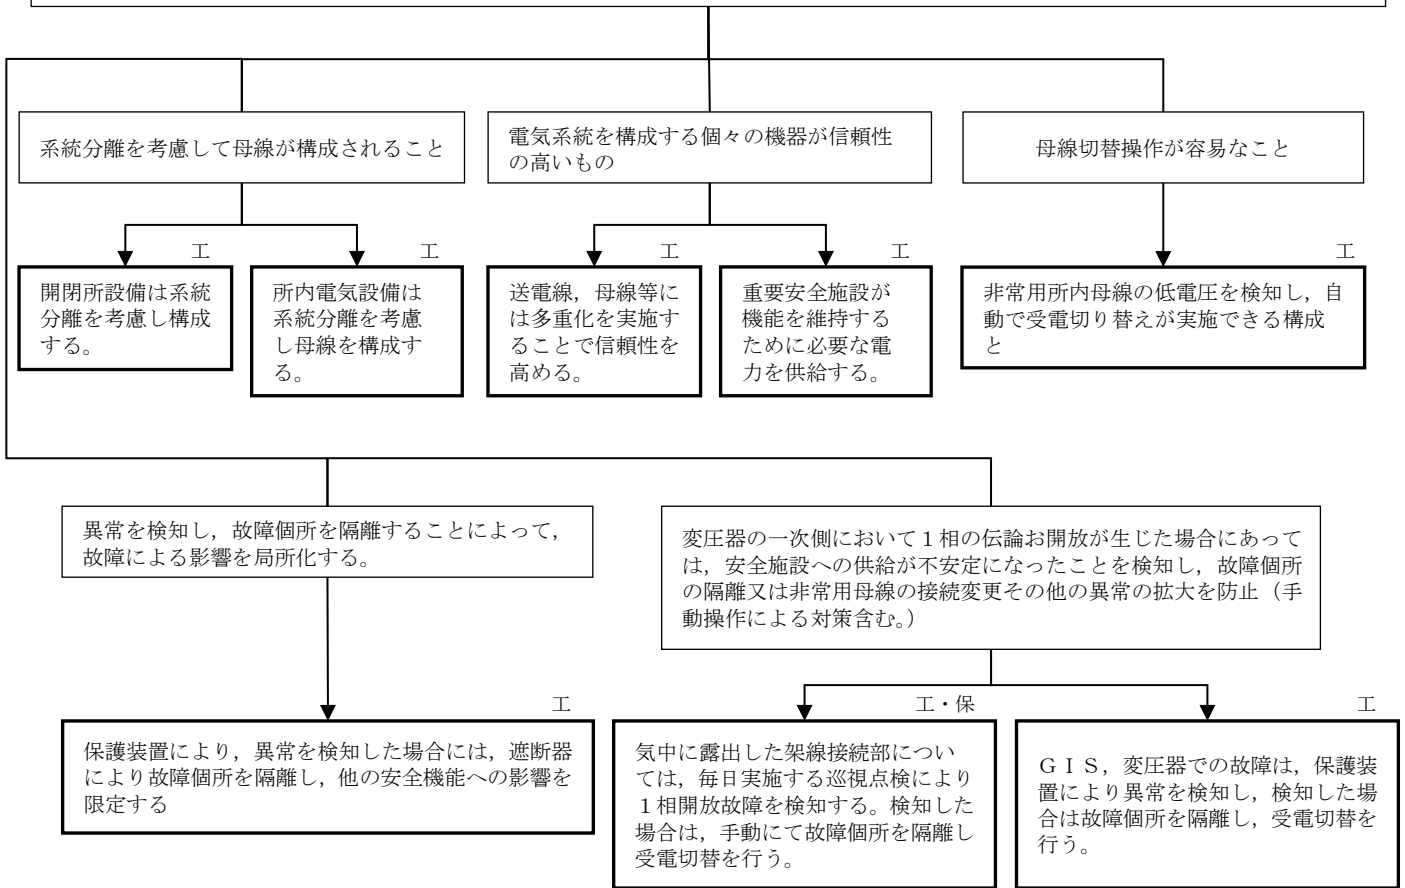 系統分離を考慮して母線が構成されること
電気系統を構成する個々の機器が信頼性
の高いもの
母線切替操作が容易なこと
工
工
工
工
工
開閉所設備は系統
分離を考慮し構成
する。
所内電気設備は
系統分離を考慮
し母線を構成す
る。
送電線，母線等に
は多重化を実施す
ることで信頼性を
高める。
重要安全施設が
機能を維持する
ために必要な電
力を供給する。
非常用所内母線の低電圧を検知し，自
動で受電切り替えが実施できる構成
と
異常を検知し，故障個所を隔離することによって，
故障による影響を局所化する。
変圧器の一次側において１相の伝論お開放が生じた場合にあって
は，安全施設への供給が不安定になったことを検知し，故障個所
の隔離又は非常用母線の接続変更その他の異常の拡大を防止（手
動操作による対策含む。）
工
工・保
工
保護装置により，異常を検知した場合には，遮断器
により故障個所を隔離し，他の安全機能への影響を
限定する
気中に露出した架線接続部につい
ては，毎日実施する巡視点検により
１相開放故障を検知する。検知した
場合は，手動にて故障個所を隔離し
受電切替を行う。
ＧＩＳ，変圧器での故障は，保護装
置により異常を検知し，検知した場
合は故障個所を隔離し，受電切替を
行う。